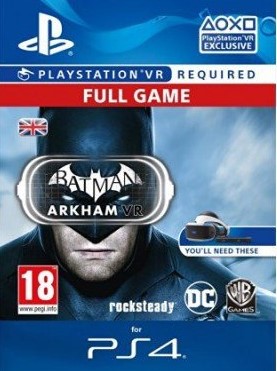 PlayStation VR
EXCLUSIVE
PLAYSTATION®VR REQUIRED
FULL GAME
BATMAN
ARKHAM VR
YOU'LL NEED THESE
18
www.pegi.info
rocksteady
DC
WB
GAMES
for
PS4